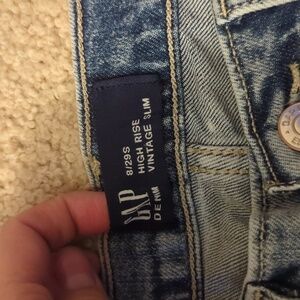 GAP
DENIM
8/29S
HIGH RISE
VINTAGE SLIM